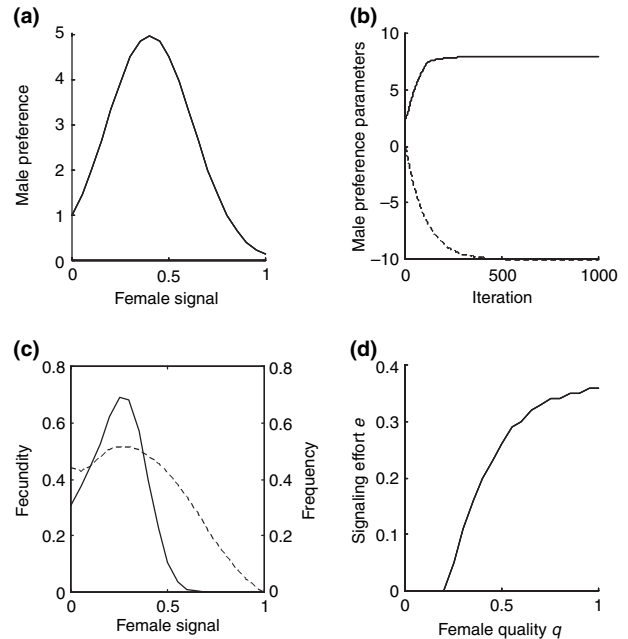 (a)
Male preference
5
4
3
2
1
0
0
0.5
1
Female signal
(b)
Male preference parameters
10
5
0
−5
−10
0
500
1000
Iteration
(c)
Fecundity
0.8
0.6
0.4
0.2
0
0
0.5
1
Female signal
0.8
0.6
0.4
0.2
0
Frequency
(d)
Signaling effort e
0.4
0.3
0.2
0.1
0
0
0.5
1
Female quality q